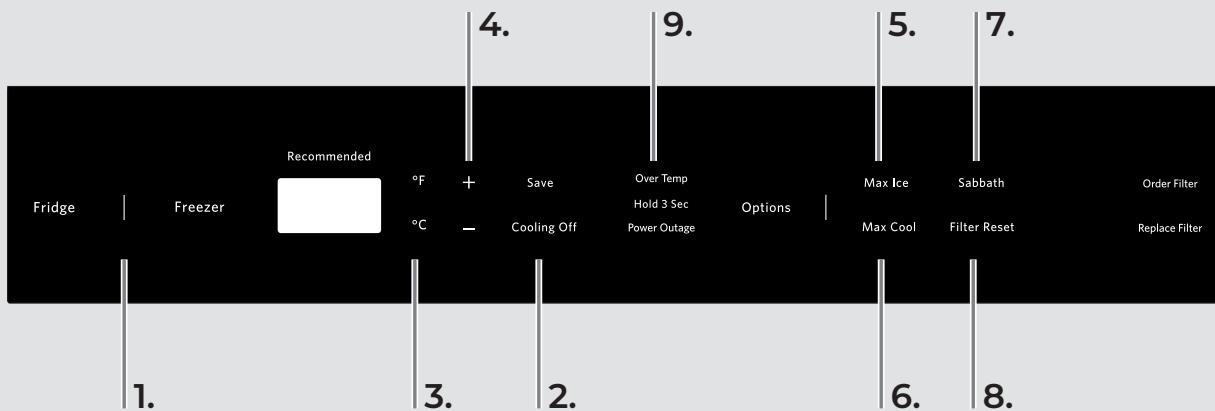 4. 9. 5. 7.
Recommended
°F + Save Over Temp Max Ice Sabbath Order Filter
Fridge Freezer Hold 3 Sec Options
°C – Cooling Off Power Outage Max Cool Filter Reset Replace Filter
1. 3. 2. 6. 8.